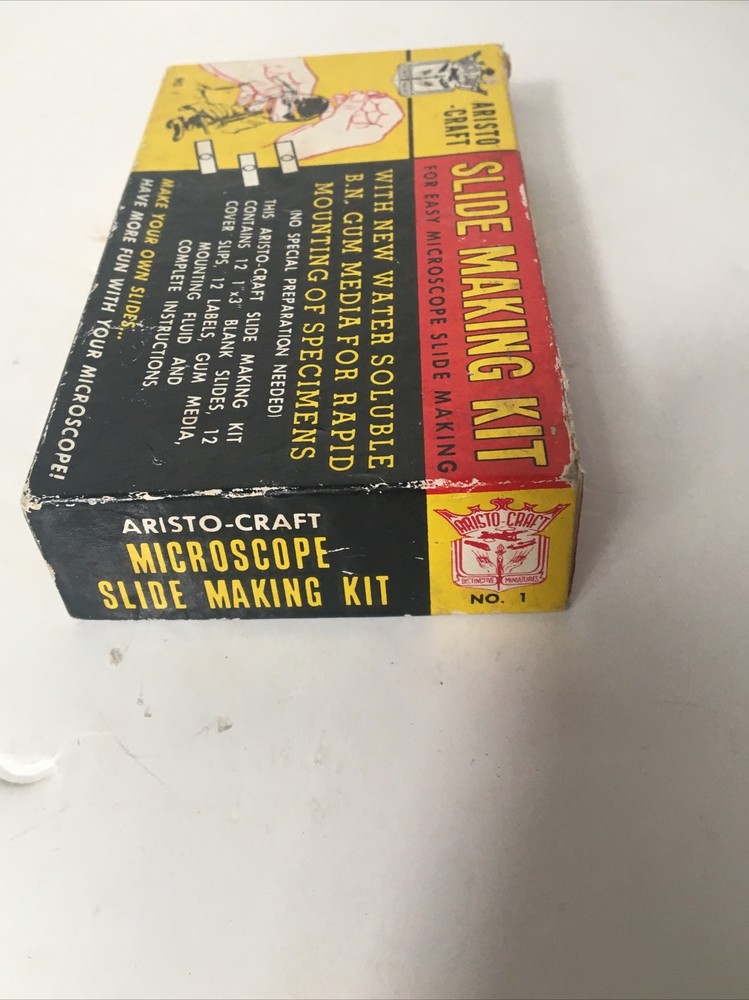 ARISTO
-CRAFT
SLIDE MAKING KIT
FOR EASY MICROSCOPE SLIDE MAKING
WITH NEW WATER SOLUBLE
B.N. GUM MEDIA FOR RAPID
MOUNTING OF SPECIMENS
(NO SPECIAL PREPARATION NEEDED)
THIS ARISTO-CRAFT SLIDE MAKING KIT
CONTAINS 12 1"x3" BLANK SLIDES, 12
COVER SLIPS, 12 LABELS, GUM MEDIA,
MOUNTING FLUID AND
COMPLETE INSTRUCTIONS
MAKE YOUR OWN SLIDES...
HAVE MORE FUN WITH YOUR MICROSCOPE!
ARISTO-CRAFT
MICROSCOPE
SLIDE MAKING KIT
ARISTO-CRAFT
DISTINCTIVE MINIATURES
NO. 1